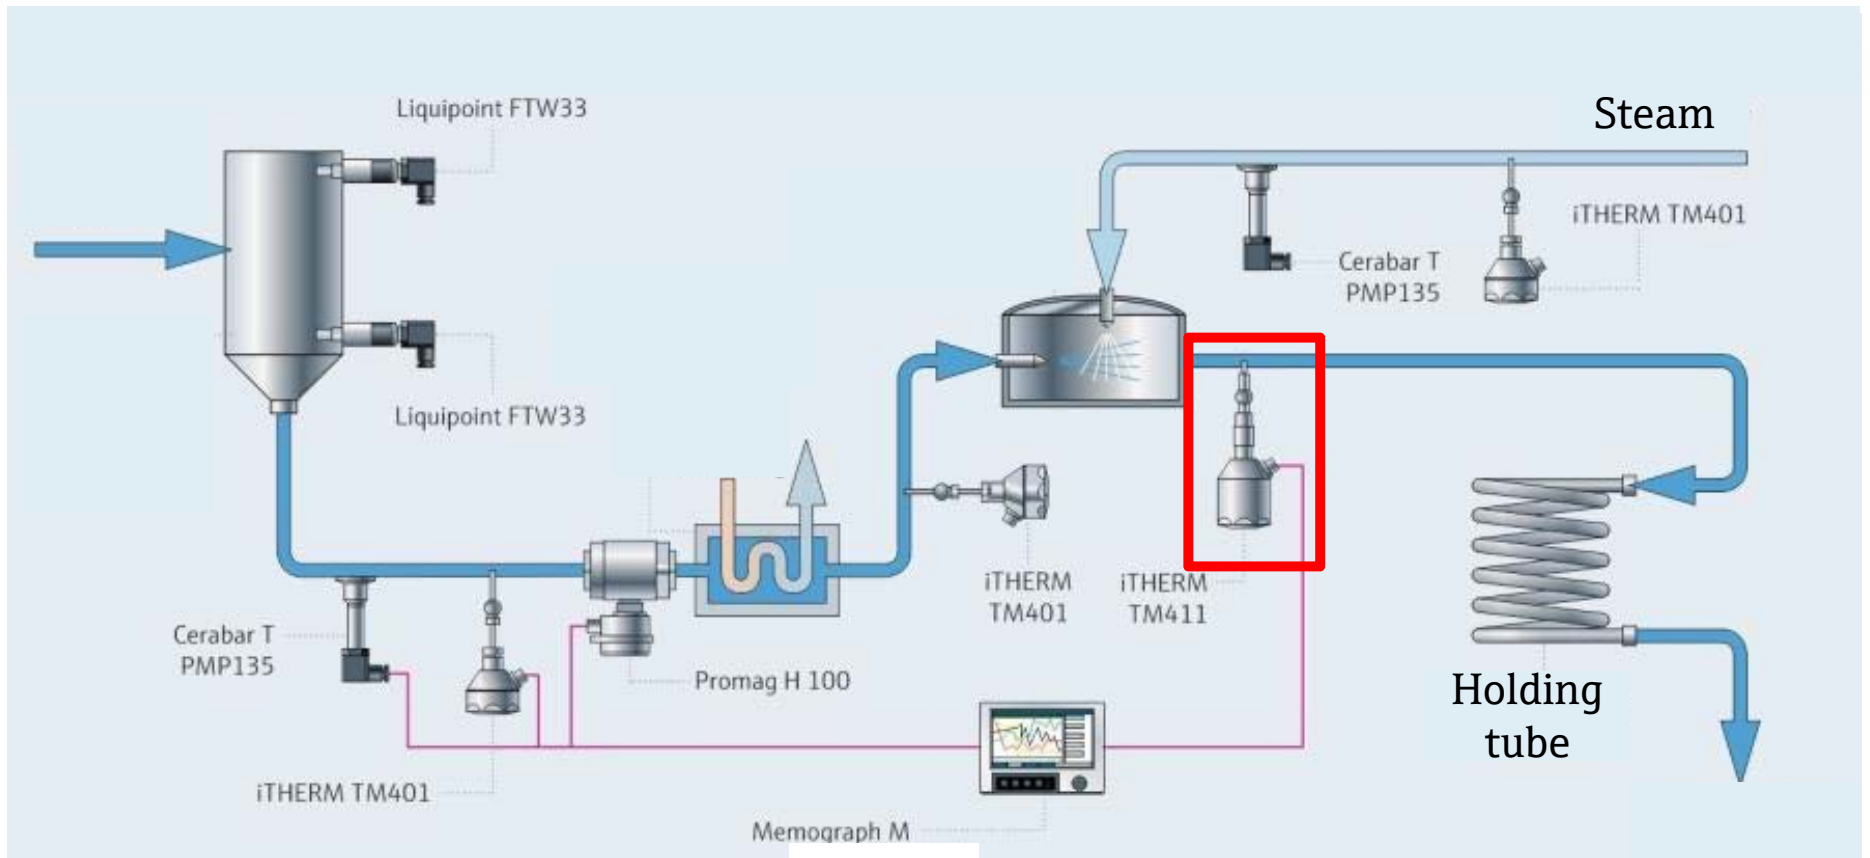 Liquipoint FTW33
Steam
iTHERM TM401
Cerabar T
PMP135
Liquipoint FTW33
iTHERM
TM401
iTHERM
TM411
Cerabar T
PMP135
Promag H 100
Holding
tube
iTHERM TM401
Memograph M